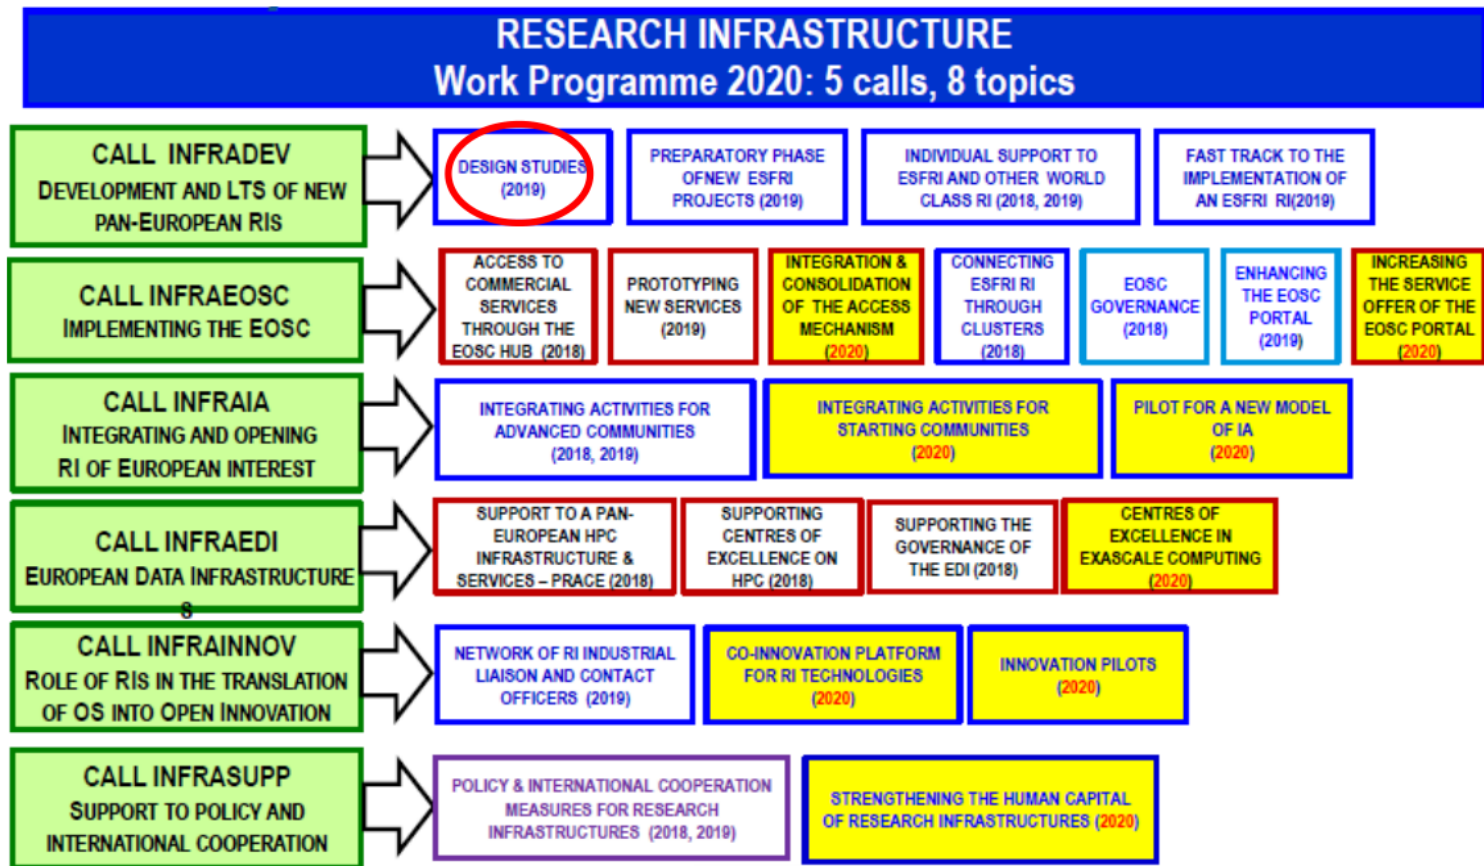 RESEARCH INFRASTRUCTURE
Work Programme 2020: 5 calls, 8 topics
CALL INFRADEV
DEVELOPMENT AND LTS OF NEW
PAN-EUROPEAN RIS
DESIGN STUDIES
(2019)
PREPARATORY PHASE
OFNEW ESFRI
PROJECTS (2019)
INDIVIDUAL SUPPORT TO
ESFRI AND OTHER WORLD
CLASS RI (2018, 2019)
FAST TRACK TO THE
IMPLEMENTATION OF
AN ESFRI RI(2019)
CALL INFRAEOSC
IMPLEMENTING THE EOSC
ACCESS TO
COMMERCIAL
SERVICES
THROUGH THE
EOSC HUB (2018)
PROTOTYPING
NEW SERVICES
(2019)
INTEGRATION &
CONSOLIDATION
OF THE ACCESS
MECHANISM
(2020)
CONNECTING
ESFRI RI
THROUGH
CLUSTERS
(2018)
EOSC
GOVERNANCE
(2018)
ENHANCING
THE EOSC
PORTAL
(2019)
INCREASING
THE SERVICE
OFFER OF THE
EOSC PORTAL
(2020)
CALL INFRAIA
INTEGRATING AND OPENING
RI OF EUROPEAN INTEREST
INTEGRATING ACTIVITIES FOR
ADVANCED COMMUNITIES
(2018, 2019)
INTEGRATING ACTIVITIES FOR
STARTING COMMUNITIES
(2020)
PILOT FOR A NEW MODEL
OF IA
(2020)
CALL INFRAEDI
EUROPEAN DATA INFRASTRUCTURE
S
SUPPORT TO A PAN-
EUROPEAN HPC
INFRASTRUCTURE &
SERVICES – PRACE (2018)
SUPPORTING
CENTRES OF
EXCELLENCE ON
HPC (2018)
SUPPORTING THE
GOVERNANCE OF
THE EDI (2018)
CENTRES OF
EXCELLENCE IN
EXASCALE COMPUTING
(2020)
CALL INFRAINNOV
ROLE OF RIS IN THE TRANSLATION
OF OS INTO OPEN INNOVATION
NETWORK OF RI INDUSTRIAL
LIAISON AND CONTACT
OFFICERS (2019)
CO-INNOVATION PLATFORM
FOR RI TECHNOLOGIES
(2020)
INNOVATION PILOTS
(2020)
CALL INFRASUPP
SUPPORT TO POLICY AND
INTERNATIONAL COOPERATION
POLICY & INTERNATIONAL COOPERATION
MEASURES FOR RESEARCH
INFRASTRUCTURES (2018, 2019)
STRENGTHENING THE HUMAN CAPITAL
OF RESEARCH INFRASTRUCTURES (2020)